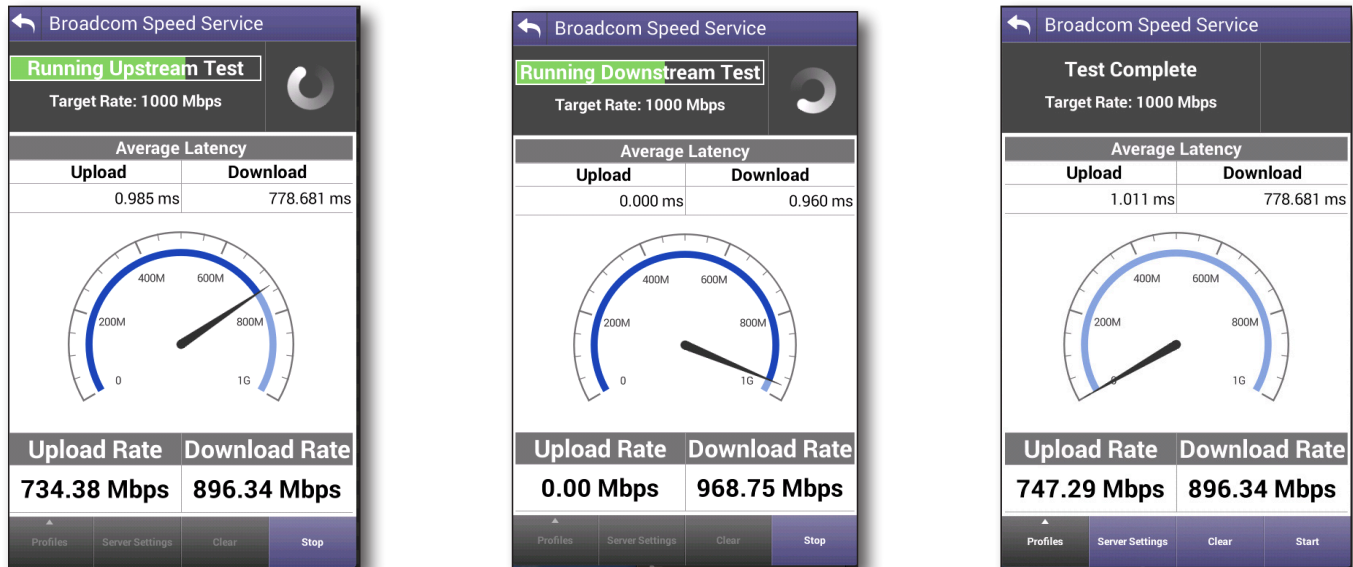 Broadcom Speed Service
Running Upstream Test
Target Rate: 1000 Mbps
Average Latency
Upload Download
0.985 ms 778.681 ms
400M 600M
200M 800M
0 1G
Upload Rate Download Rate
734.38 Mbps 896.34 Mbps
Profiles Server Settings Clear Stop
Broadcom Speed Service
Running Downstream Test
Target Rate: 1000 Mbps
Average Latency
Upload Download
0.000 ms 0.960 ms
400M 600M
200M 800M
0 1G
Upload Rate Download Rate
0.00 Mbps 968.75 Mbps
Profiles Server Settings Clear Stop
Broadcom Speed Service
Test Complete
Target Rate: 1000 Mbps
Average Latency
Upload Download
1.011 ms 778.681 ms
400M 600M
200M 800M
0 1G
Upload Rate Download Rate
747.29 Mbps 896.34 Mbps
Profiles Server Settings Clear Start